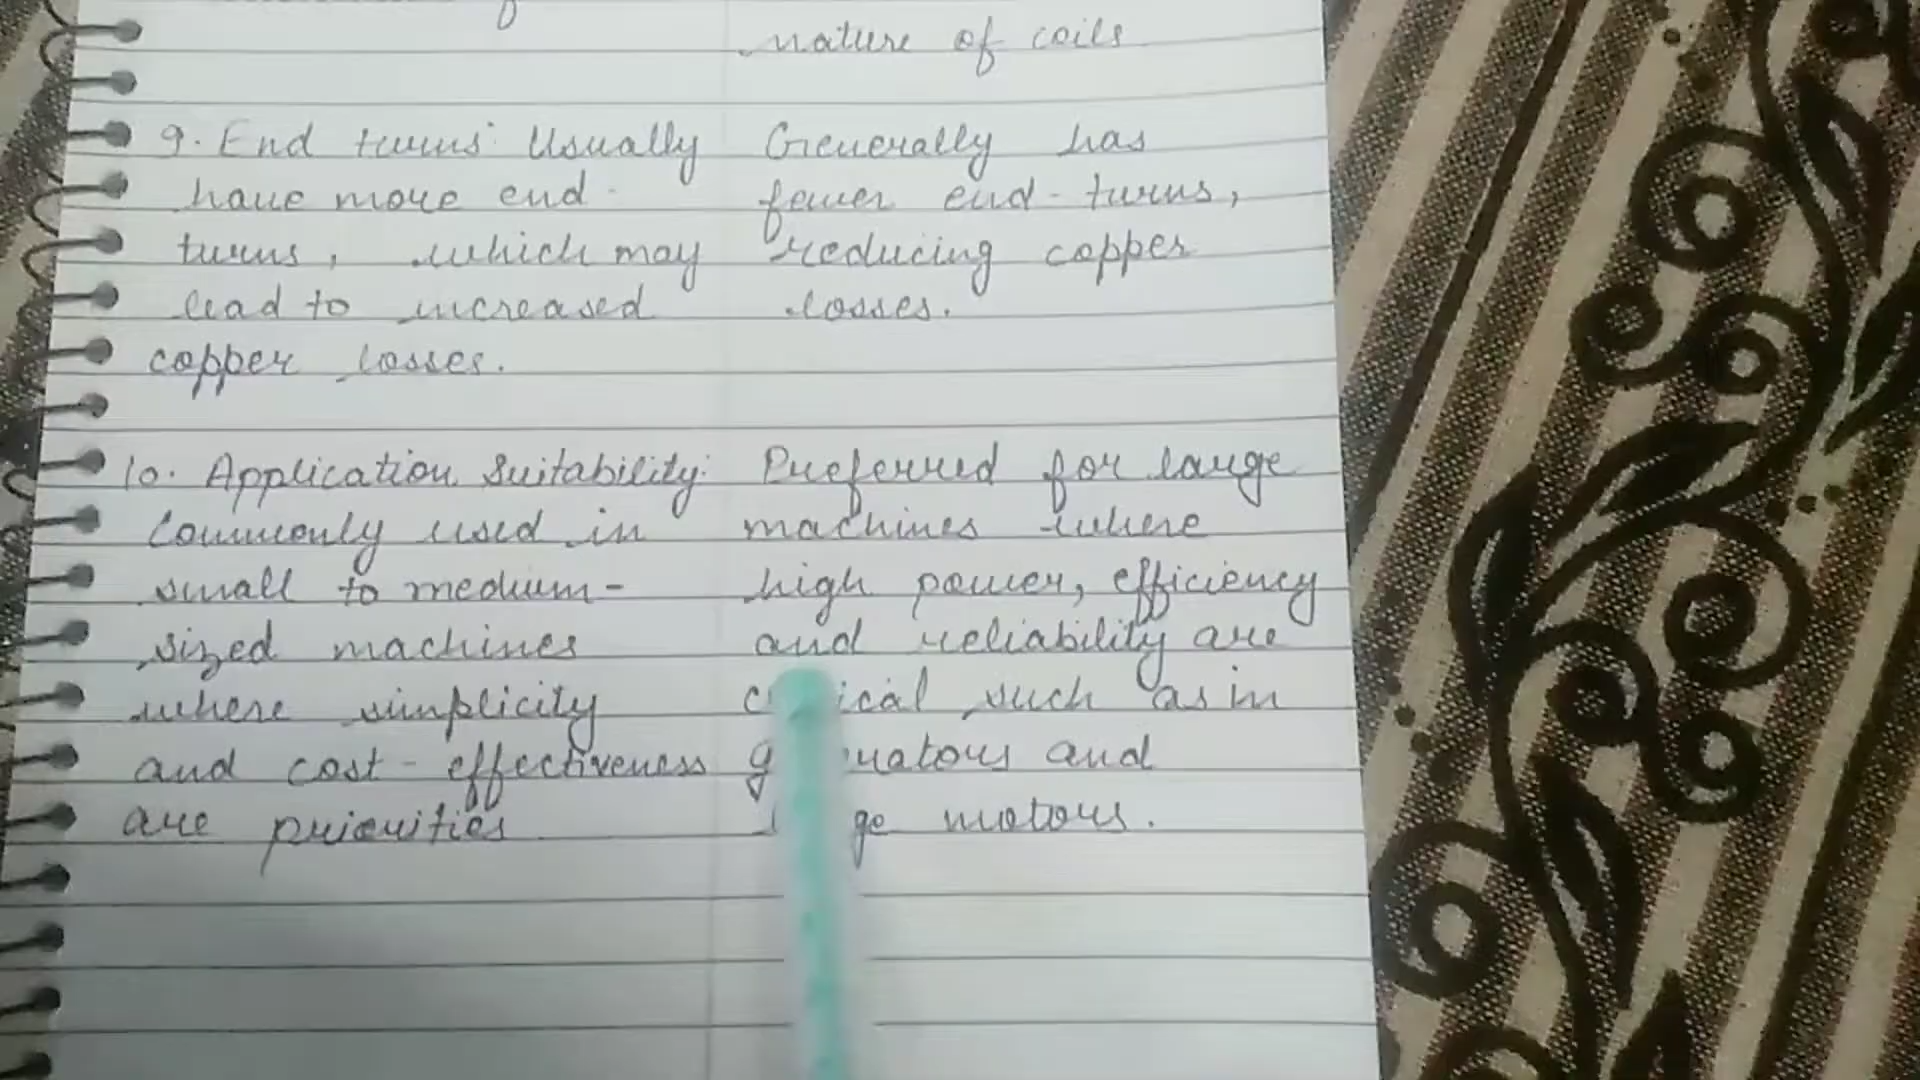 nature of coils
9. End turns: Usually
have more end-
turns, which may
lead to increased
copper losses.
Generally has
fewer end-turns,
reducing copper
losses.
10. Application Suitability:
Commonly used in
small to medium-
sized machines
where simplicity
and cost-effectiveness
are priorities
Preferred for large
machines where
high power, efficiency
and reliability are
such as in
and
motors.